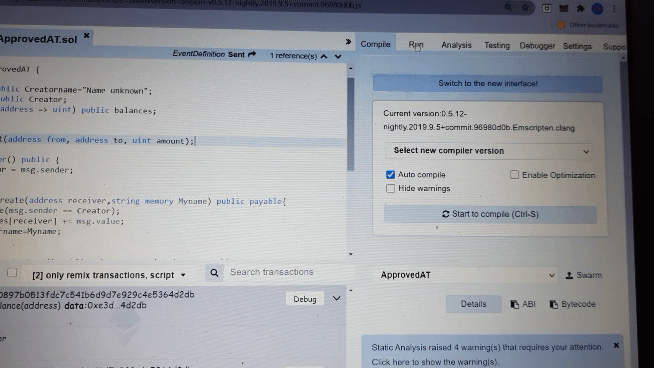 Other bookmarks
ApprovedAT.sol ×
EventDefinition Sent 1 reference(s)
»
Compile Run Analysis Testing Debugger Settings Suppo
rovedAT {
blic Creatorname="Name unknown";
ublic Creator;
address => uint) public balances;
t(address from, address to, uint amount);
er() public {
r = msg.sender;
reate(address receiver,string memory Myname) public payable{
e(msg.sender == Creator);
es[receiver] += msg.value;
rname=Myname;
Switch to the new interface!
Current version:0.5.12-
nightly.2019.9.5+commit.96980d0b.Emscripten.clang
Select new compiler version
Auto compile Enable Optimization
Hide warnings
Start to compile (Ctrl-S)
[2] only remix transactions, script
Search transactions
0897b0513fdc7c541b6d9d7e929c4e5364d2db
lance(address) data:0xe3d...4d2db
Debug
or
ApprovedAT Swarm
Details ABI Bytecode
Static Analysis raised 4 warning(s) that requires your attention. ×
Click here to show the warning(s).